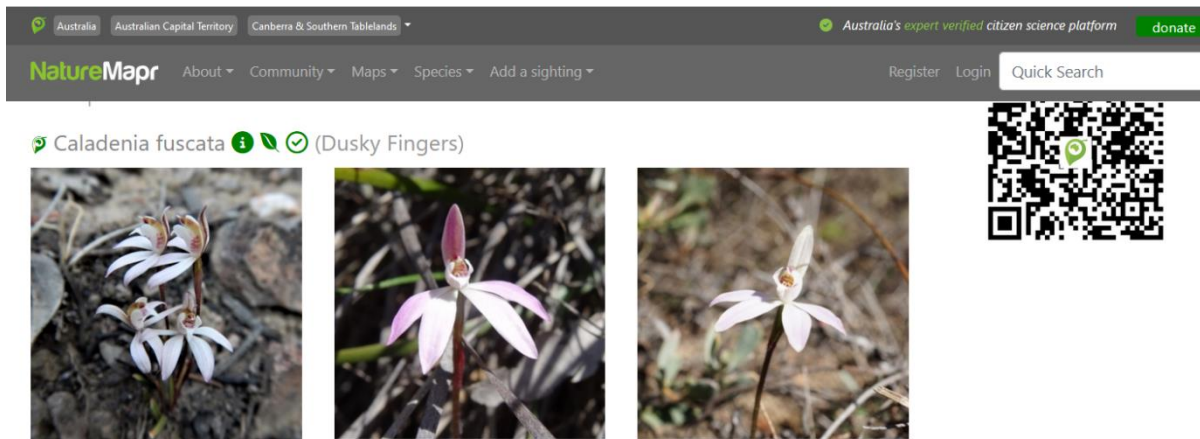 Australia Australian Capital Territory Canberra & Southern Tablelands Australia's expert verified citizen science platform donate
NatureMapr About Community Maps Species Add a sighting Register Login Quick Search
Caladenia fuscata (Dusky Fingers)